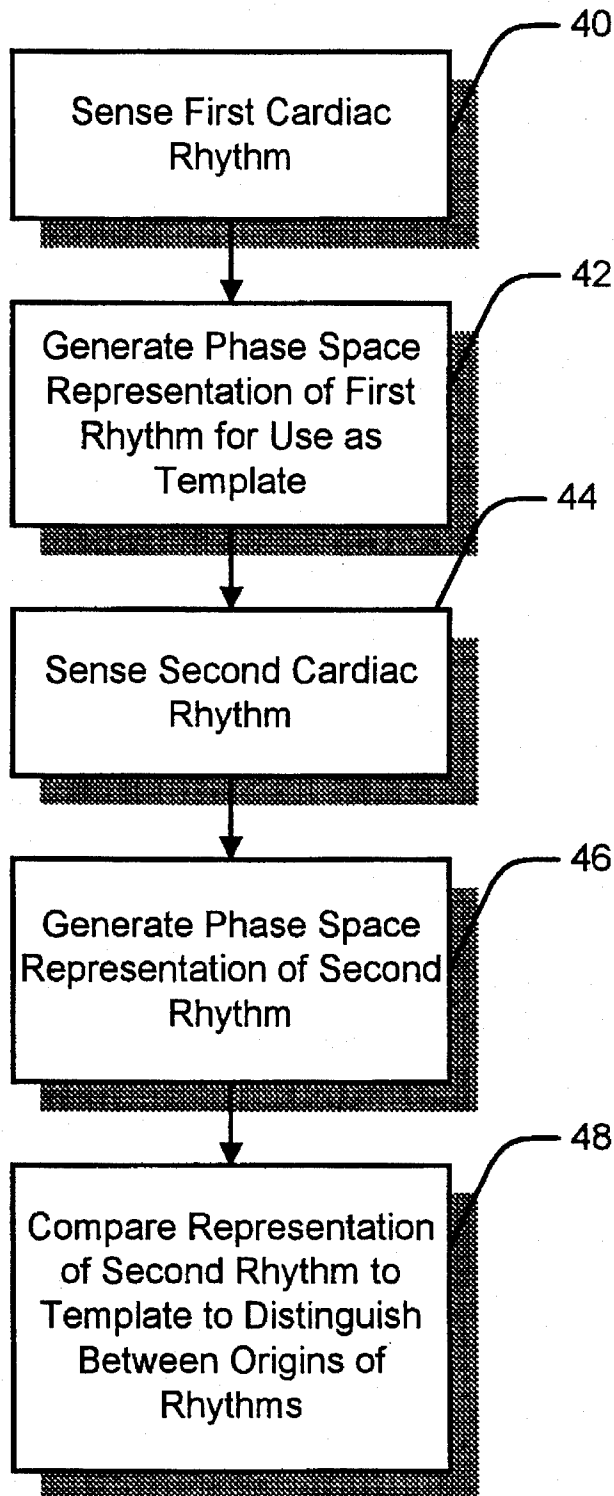 40
Sense First Cardiac
Rhythm
42
Generate Phase Space
Representation of First
Rhythm for Use as
Template
44
Sense Second Cardiac
Rhythm
46
Generate Phase Space
Representation of Second
Rhythm
48
Compare Representation
of Second Rhythm to
Template to Distinguish
Between Origins of
Rhythms